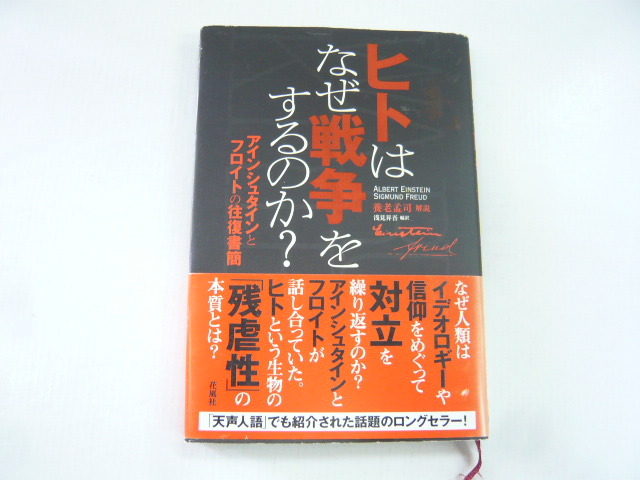 ヒトは
なぜ戦争を
するのか?
アインシュタインと
フロイトの往復書簡
ALBERT EINSTEIN
SIGMUND FREUD
養老孟司 解説
浅見昇吾 編訳
Einstein
Freud
なぜ人類は
イデオロギーや
信仰をめぐって
対立を
繰り返すのか?
アインシュタインと
フロイトが
話し合っていた。
ヒトという生物の
「残虐性」の
本質とは?
花風社
「天声人語」でも紹介された話題のロングセラー!